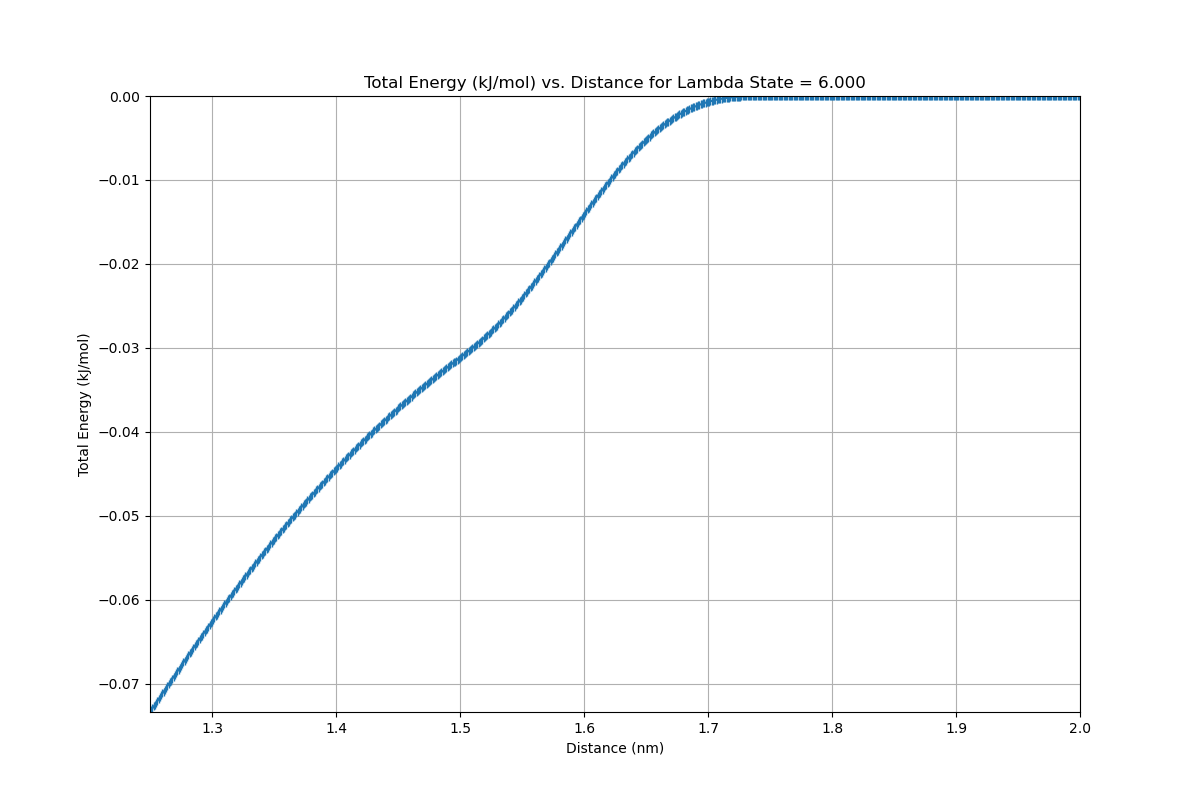 Total Energy (kJ/mol) vs. Distance for Lambda State = 6.000
0.00
−0.01
−0.02
−0.03
−0.04
−0.05
−0.06
−0.07
Total Energy (kJ/mol)
1.3 1.4 1.5 1.6 1.7 1.8 1.9 2.0
Distance (nm)